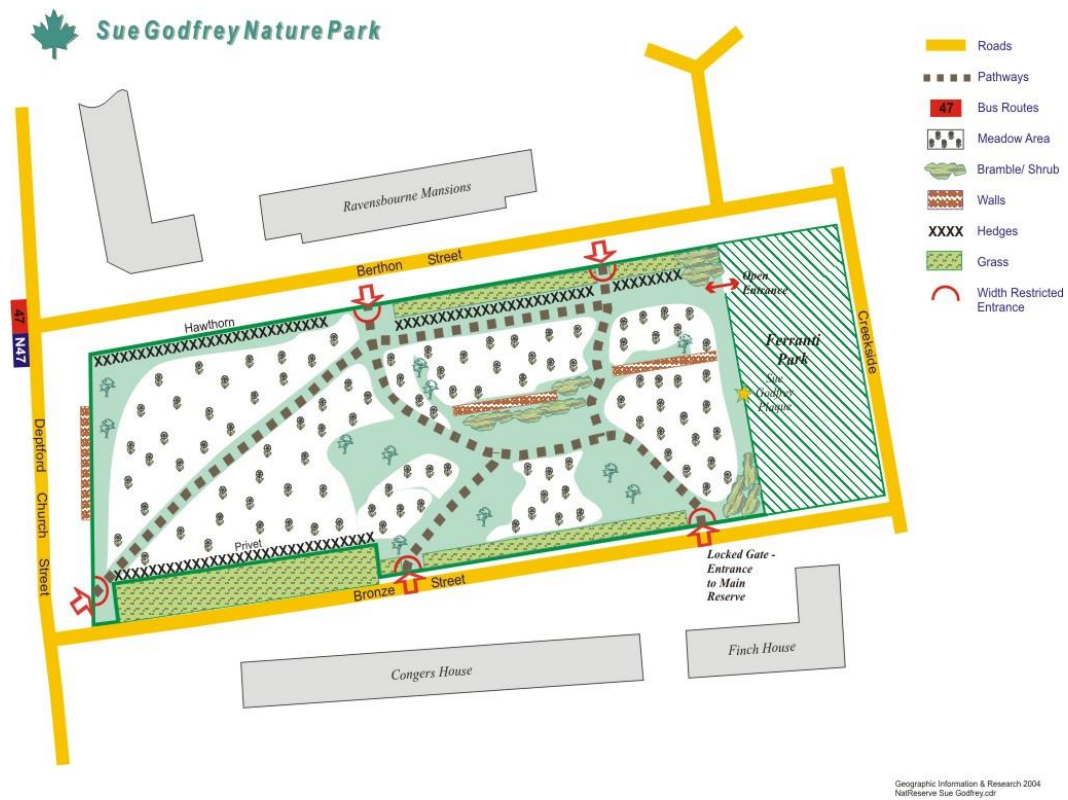 Sue Godfrey Nature Park
Roads
Pathways
47
Bus Routes
Meadow Area
Bramble/ Shrub
Walls
XXXX
Hedges
Grass
Width Restricted
Entrance
Ravensbourne Mansions
Berthon Street
Hawthorn
Open
Entrance
47
N47
Ferranti
Park
Sue
Godfrey
Plaque
Creekside
Deptford Church Street
Privet
Bronze Street
Locked Gate -
Entrance
to Main
Reserve
Congers House
Finch House
Geographic Information & Research 2004
NatReserve Sue Godfrey.cdr